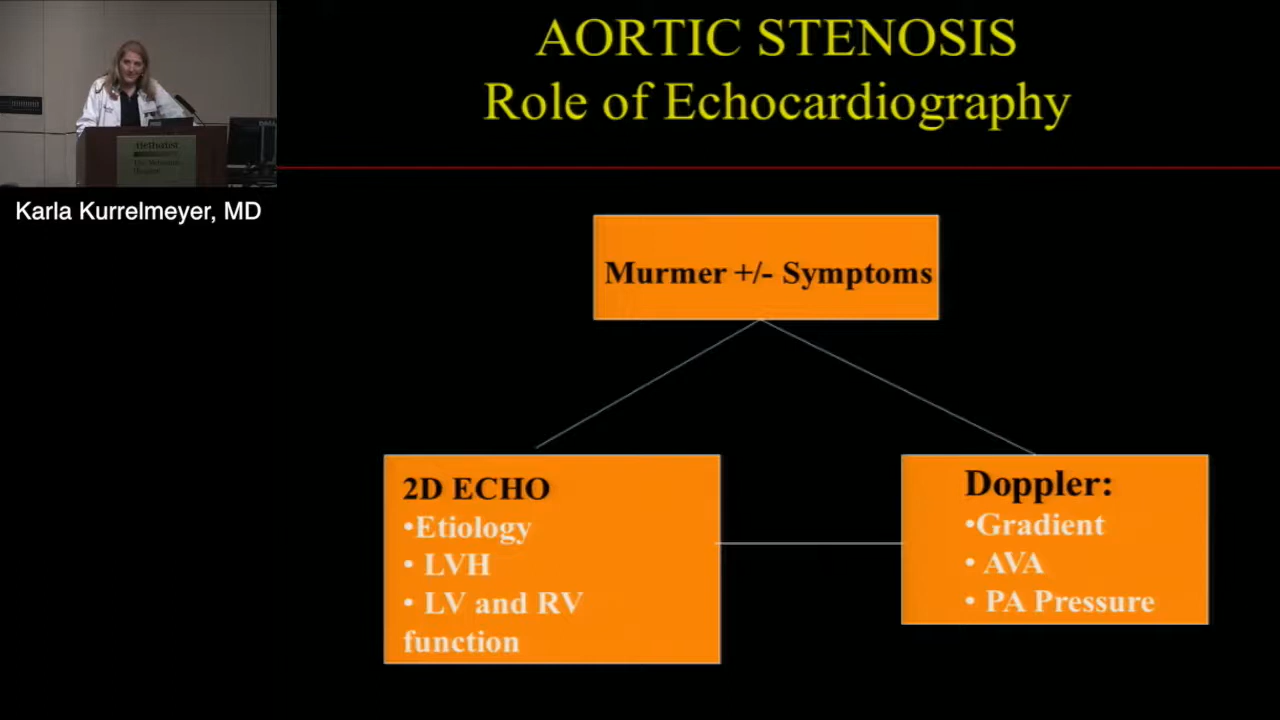 AORTIC STENOSIS
Role of Echocardiography
Methodist
Karla Kurrelmeyer, MD
Murmer +/- Symptoms
2D ECHO
•Etiology
• LVH
• LV and RV
function
Doppler:
•Gradient
• AVA
• PA Pressure